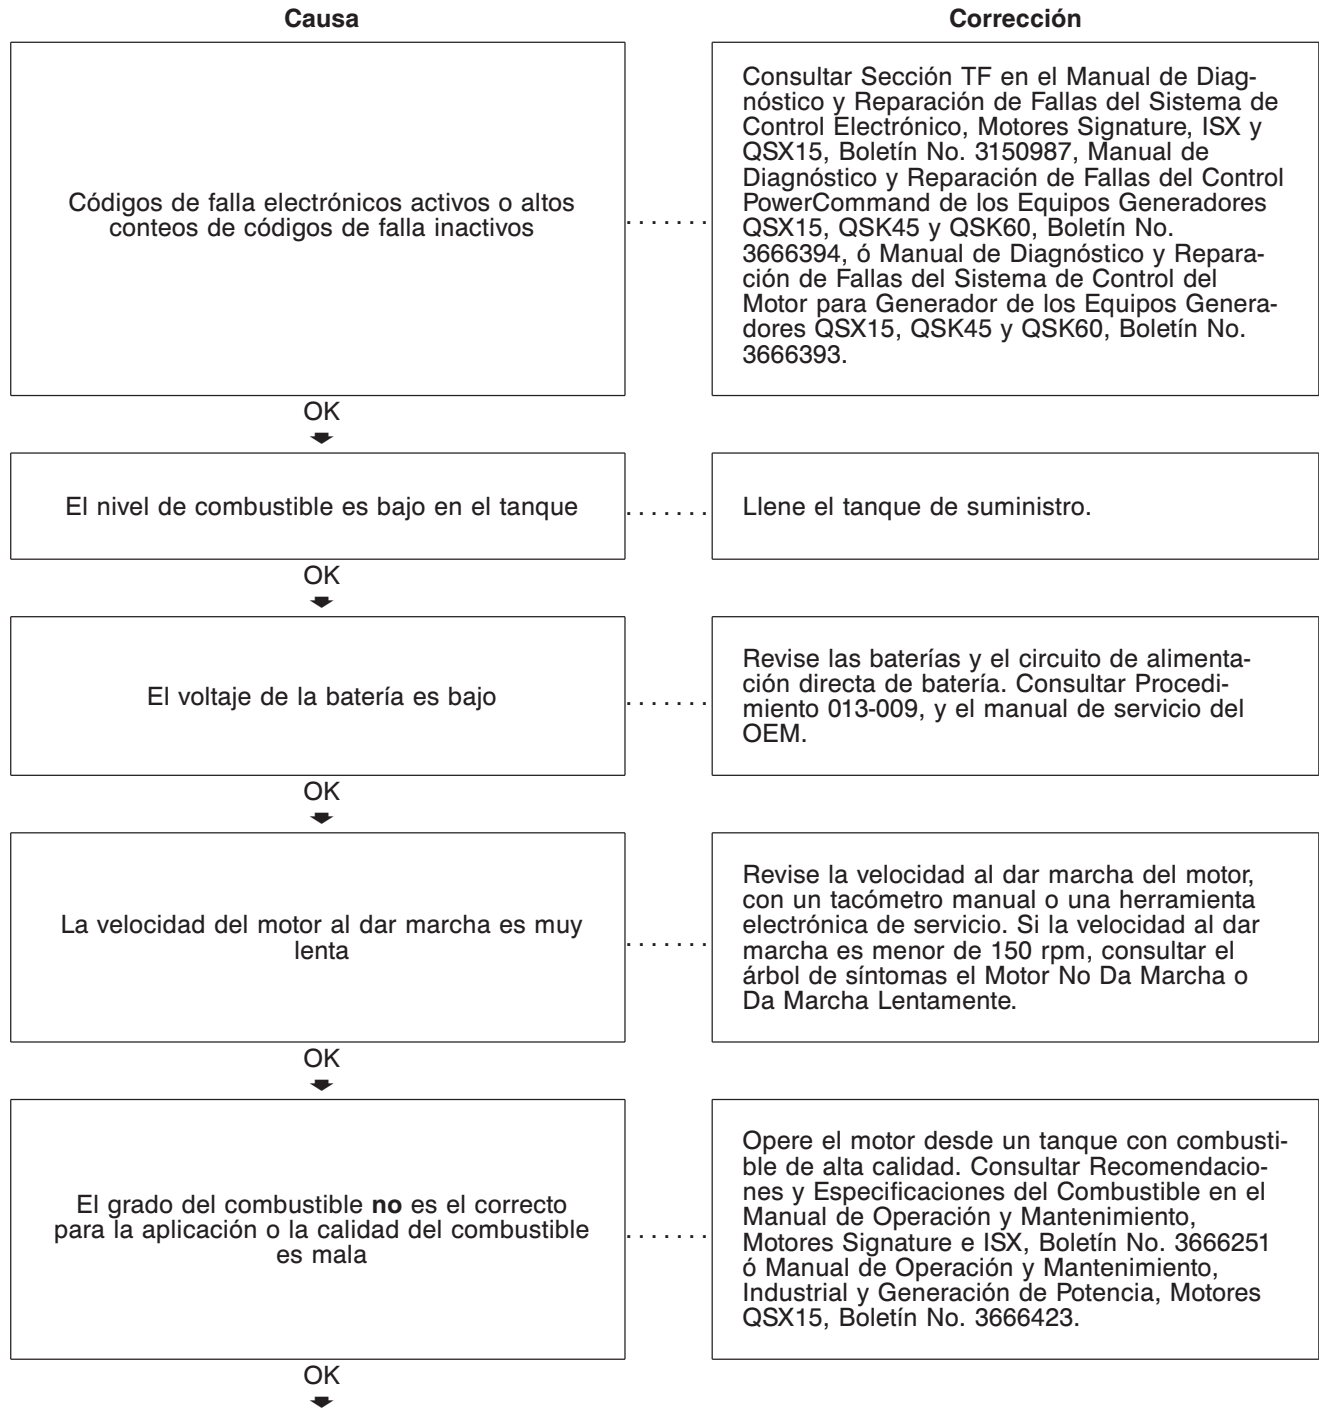 Causa
Corrección
Códigos de falla electrónicos activos o altos
conteos de códigos de falla inactivos
.......
Consultar Sección TF en el Manual de Diag-
nóstico y Reparación de Fallas del Sistema de
Control Electrónico, Motores Signature, ISX y
QSX15, Boletín No. 3150987, Manual de
Diagnóstico y Reparación de Fallas del Control
PowerCommand de los Equipos Generadores
QSX15, QSK45 y QSK60, Boletín No.
3666394, ó Manual de Diagnóstico y Repara-
ción de Fallas del Sistema de Control del
Motor para Generador de los Equipos Genera-
dores QSX15, QSK45 y QSK60, Boletín No.
3666393.
OK
El nivel de combustible es bajo en el tanque
.......
Llene el tanque de suministro.
OK
El voltaje de la batería es bajo
.......
Revise las baterías y el circuito de alimenta-
ción directa de batería. Consultar Procedi-
miento 013-009, y el manual de servicio del
OEM.
OK
La velocidad del motor al dar marcha es muy
lenta
.......
Revise la velocidad al dar marcha del motor,
con un tacómetro manual o una herramienta
electrónica de servicio. Si la velocidad al dar
marcha es menor de 150 rpm, consultar el
árbol de síntomas el Motor No Da Marcha o
Da Marcha Lentamente.
OK
El grado del combustible no es el correcto
para la aplicación o la calidad del combustible
es mala
.......
Opere el motor desde un tanque con combusti-
ble de alta calidad. Consultar Recomendacio-
nes y Especificaciones del Combustible en el
Manual de Operación y Mantenimiento,
Motores Signature e ISX, Boletín No. 3666251
ó Manual de Operación y Mantenimiento,
Industrial y Generación de Potencia, Motores
QSX15, Boletín No. 3666423.
OK